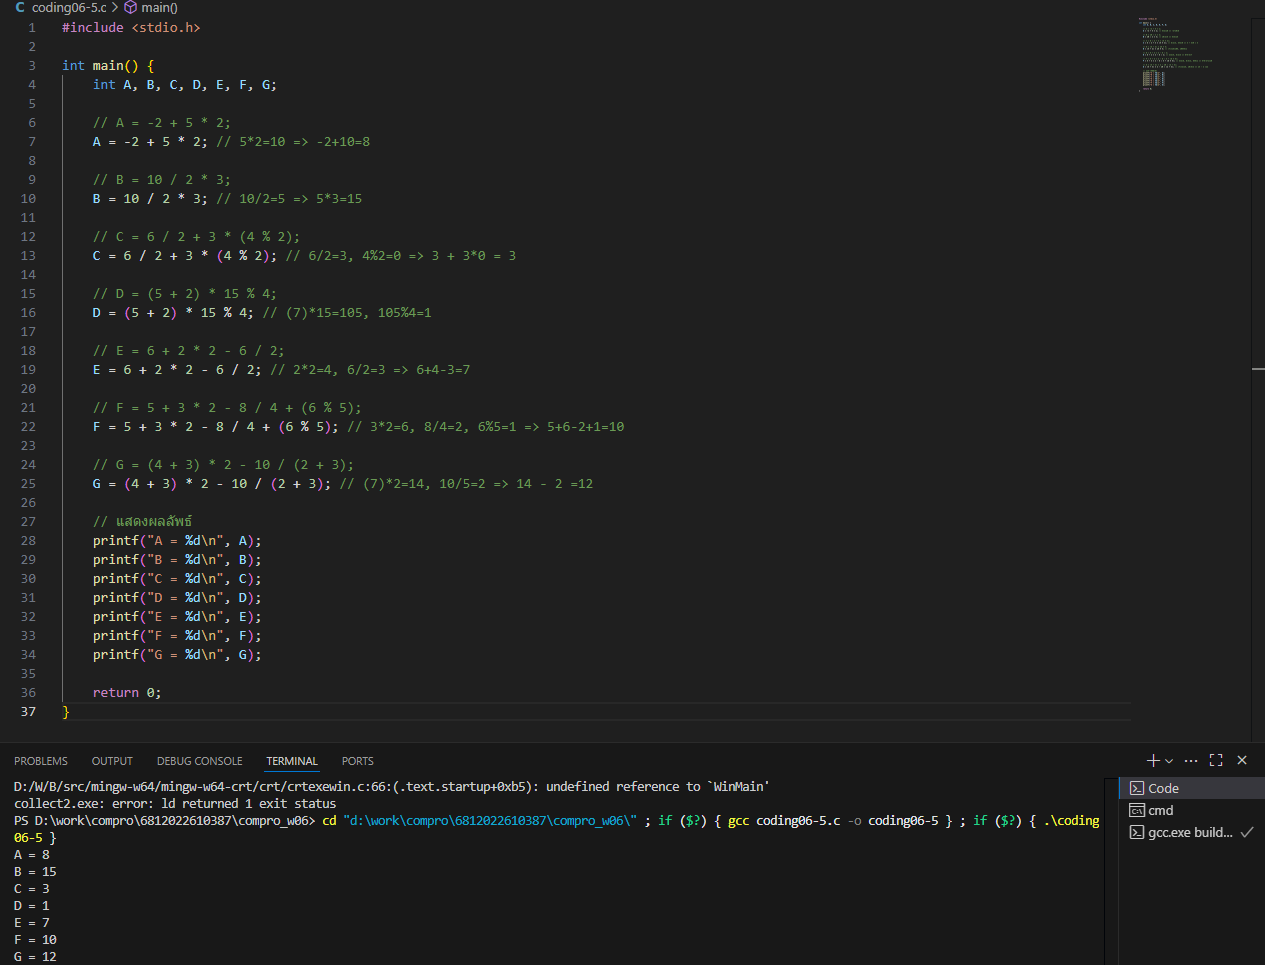 coding06-5.c > main()
1 #include <stdio.h>
2
3 int main() {
4 int A, B, C, D, E, F, G;
5
6 // A = -2 + 5 * 2;
7 A = -2 + 5 * 2; // 5*2=10 => -2+10=8
8
9 // B = 10 / 2 * 3;
10 B = 10 / 2 * 3; // 10/2=5 => 5*3=15
11
12 // C = 6 / 2 + 3 * (4 % 2);
13 C = 6 / 2 + 3 * (4 % 2); // 6/2=3, 4%2=0 => 3 + 3*0 = 3
14
15 // D = (5 + 2) * 15 % 4;
16 D = (5 + 2) * 15 % 4; // (7)*15=105, 105%4=1
17
18 // E = 6 + 2 * 2 - 6 / 2;
19 E = 6 + 2 * 2 - 6 / 2; // 2*2=4, 6/2=3 => 6+4-3=7
20
21 // F = 5 + 3 * 2 - 8 / 4 + (6 % 5);
22 F = 5 + 3 * 2 - 8 / 4 + (6 % 5); // 3*2=6, 8/4=2, 6%5=1 => 5+6-2+1=10
23
24 // G = (4 + 3) * 2 - 10 / (2 + 3);
25 G = (4 + 3) * 2 - 10 / (2 + 3); // (7)*2=14, 10/5=2 => 14 - 2 =12
26
27 // แสดงผลลัพธ์
28 printf("A = %d\n", A);
29 printf("B = %d\n", B);
30 printf("C = %d\n", C);
31 printf("D = %d\n", D);
32 printf("E = %d\n", E);
33 printf("F = %d\n", F);
34 printf("G = %d\n", G);
35
36 return 0;
37 }
PROBLEMS OUTPUT DEBUG CONSOLE TERMINAL PORTS
D:/W/B/src/mingw-w64/mingw-w64-crt/crt/crtexewin.c:66:(.text.startup+0xb5): undefined reference to `WinMain'
collect2.exe: error: ld returned 1 exit status
PS D:\work\compro\6812022610387\compro_w06> cd "d:\work\compro\6812022610387\compro_w06\" ; if ($?) { gcc coding06-5.c -o coding06-5 } ; if ($?) { .\coding
06-5 }
A = 8
B = 15
C = 3
D = 1
E = 7
F = 10
G = 12
Code
cmd
gcc.exe build...